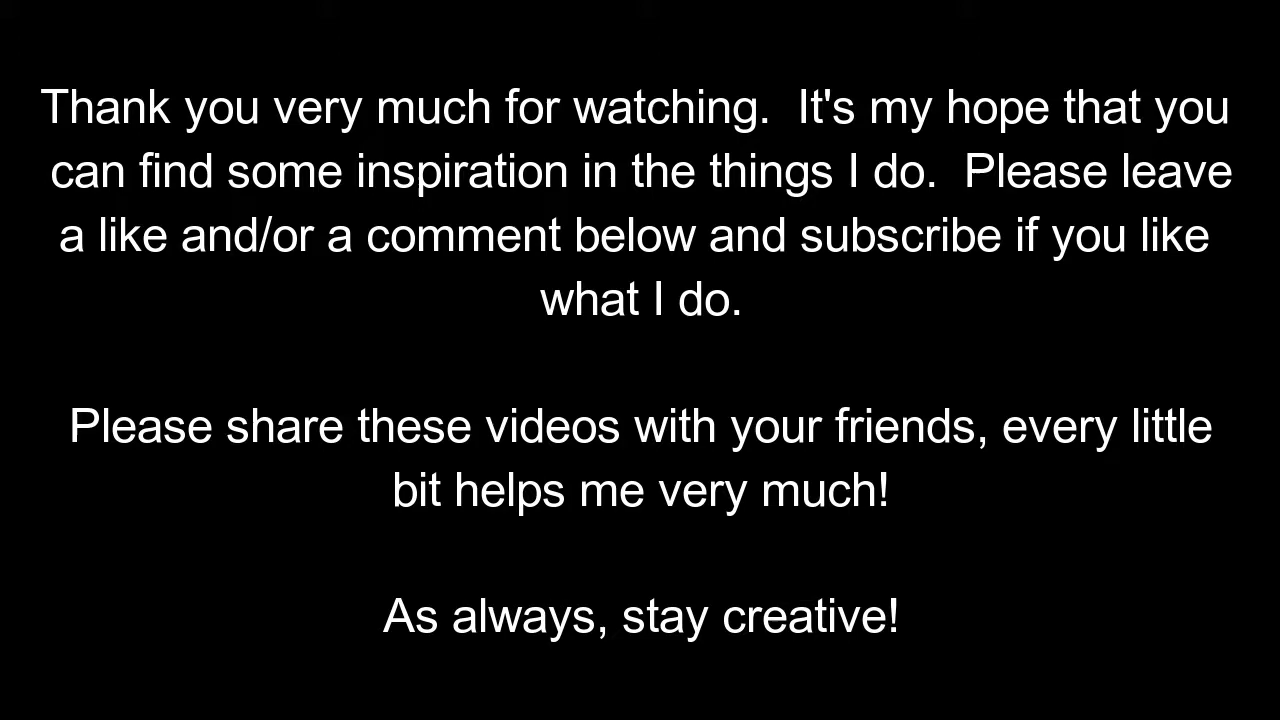 Thank you very much for watching.  It's my hope that you
can find some inspiration in the things I do.  Please leave
a like and/or a comment below and subscribe if you like
what I do.
Please share these videos with your friends, every little
bit helps me very much!
As always, stay creative!